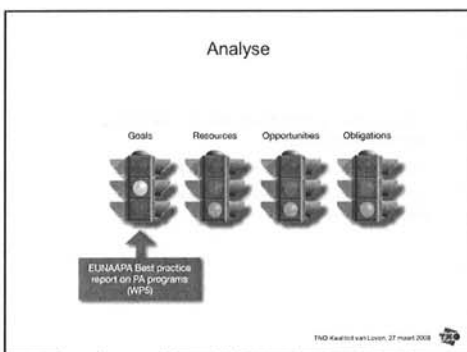 Analyse
Goals Resources Opportunities Obligations
EUNAAPA Best practice
report on PA programs
(WP5)
TNO Kwaliteit van Leven, 27 maart 2008
TNO